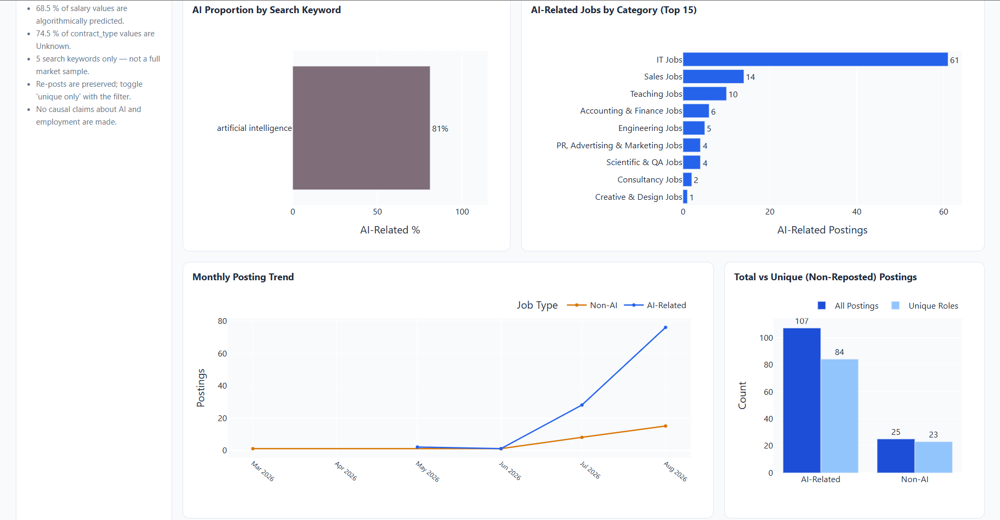 68.5 % of salary values are
algorithmically predicted.
74.5 % of contract_type values are
Unknown.
5 search keywords only — not a full
market sample.
Re-posts are preserved; toggle
'unique only' with the filter.
No causal claims about AI and
employment are made.
AI Proportion by Search Keyword
artificial intelligence
81%
0 50 100
AI-Related %
AI-Related Jobs by Category (Top 15)
IT Jobs 61
Sales Jobs 14
Teaching Jobs 10
Accounting & Finance Jobs 6
Engineering Jobs 5
PR, Advertising & Marketing Jobs 4
Scientific & QA Jobs 4
Consultancy Jobs 2
Creative & Design Jobs 1
0 20 40 60
AI-Related Postings
Monthly Posting Trend
Job Type Non-AI AI-Related
80
60
40
20
0
Postings
Mar 2026 Apr 2026 May 2026 Jun 2026 Jul 2026 Aug 2026
Total vs Unique (Non-Reposted) Postings
All Postings Unique Roles
107
84
25
23
100
80
60
40
20
0
Count
AI-Related Non-AI